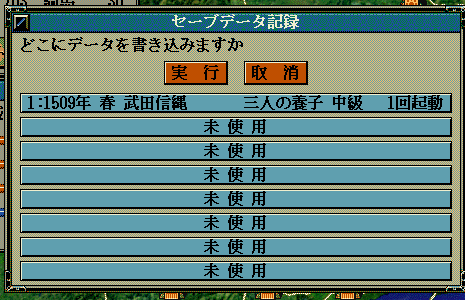 セーブデータ記録
どこにデータを書き込みますか
実 行 取 消
1:1509年 春 武田信縄 三人の養子 中級 1回起動
未 使 用
未 使 用
未 使 用
未 使 用
未 使 用
未 使 用
未 使 用